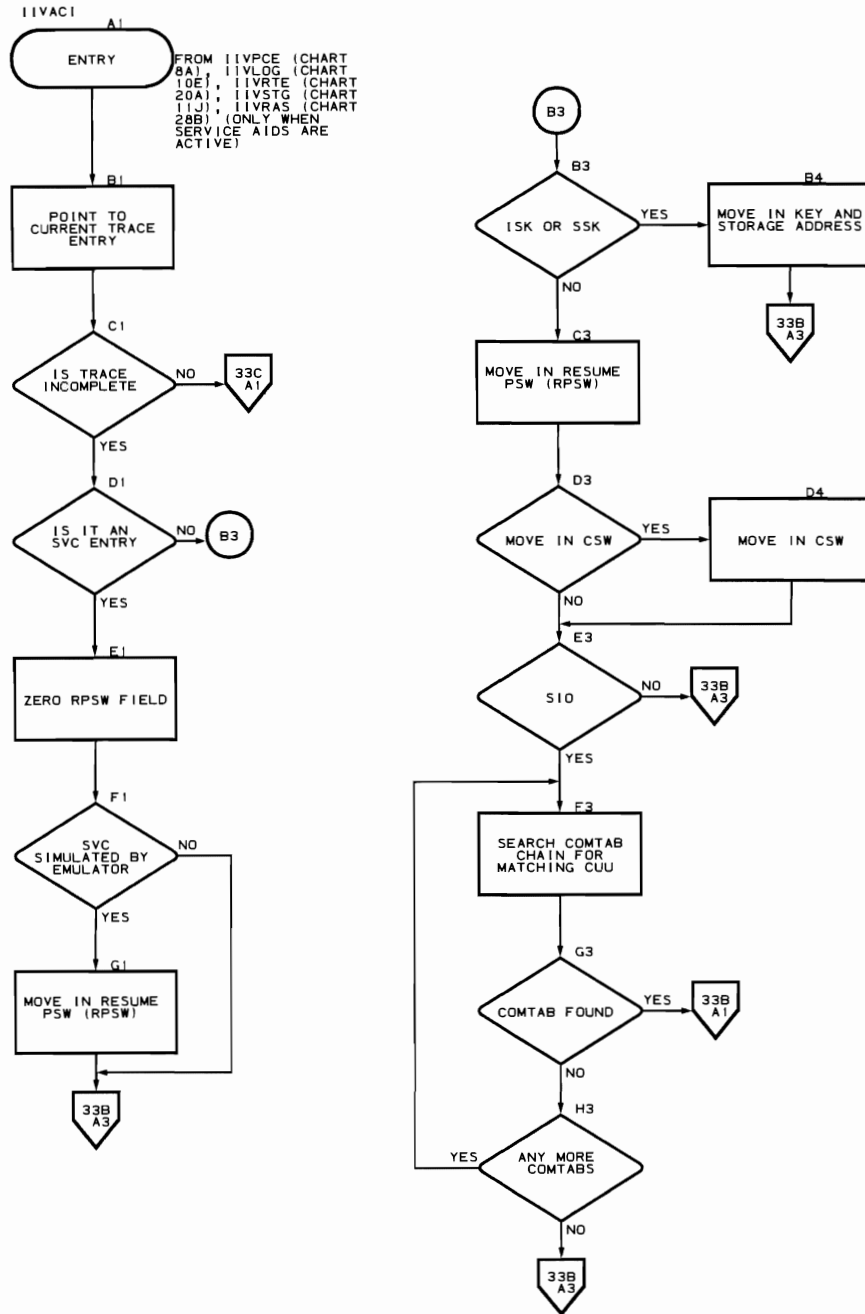 IIVACI
A1
ENTRY
FROM IIVPCE (CHART
8A), IIVLOG (CHART
10E), IIVRTE (CHART
20A), IIVSTG (CHART
11J), IIVRAS (CHART
28B) (ONLY WHEN
SERVICE AIDS ARE
ACTIVE)
B1
POINT TO
CURRENT TRACE
ENTRY
C1
IS TRACE
INCOMPLETE
NO
33C
A1
YES
D1
IS IT AN
SVC ENTRY
NO
B3
YES
E1
ZERO RPSW FIELD
F1
SVC
SIMULATED BY
EMULATOR
NO
YES
G1
MOVE IN RESUME
PSW (RPSW)
33B
A3
B3
B3
ISK OR SSK
YES
B4
MOVE IN KEY AND
STORAGE ADDRESS
33B
A3
NO
C3
MOVE IN RESUME
PSW (RPSW)
D3
MOVE IN CSW
YES
D4
MOVE IN CSW
NO
E3
SIO
NO
33B
A3
YES
F3
SEARCH COMTAB
CHAIN FOR
MATCHING CUU
G3
COMTAB FOUND
YES
33B
A1
NO
H3
ANY MORE
COMTABS
YES
NO
33B
A3